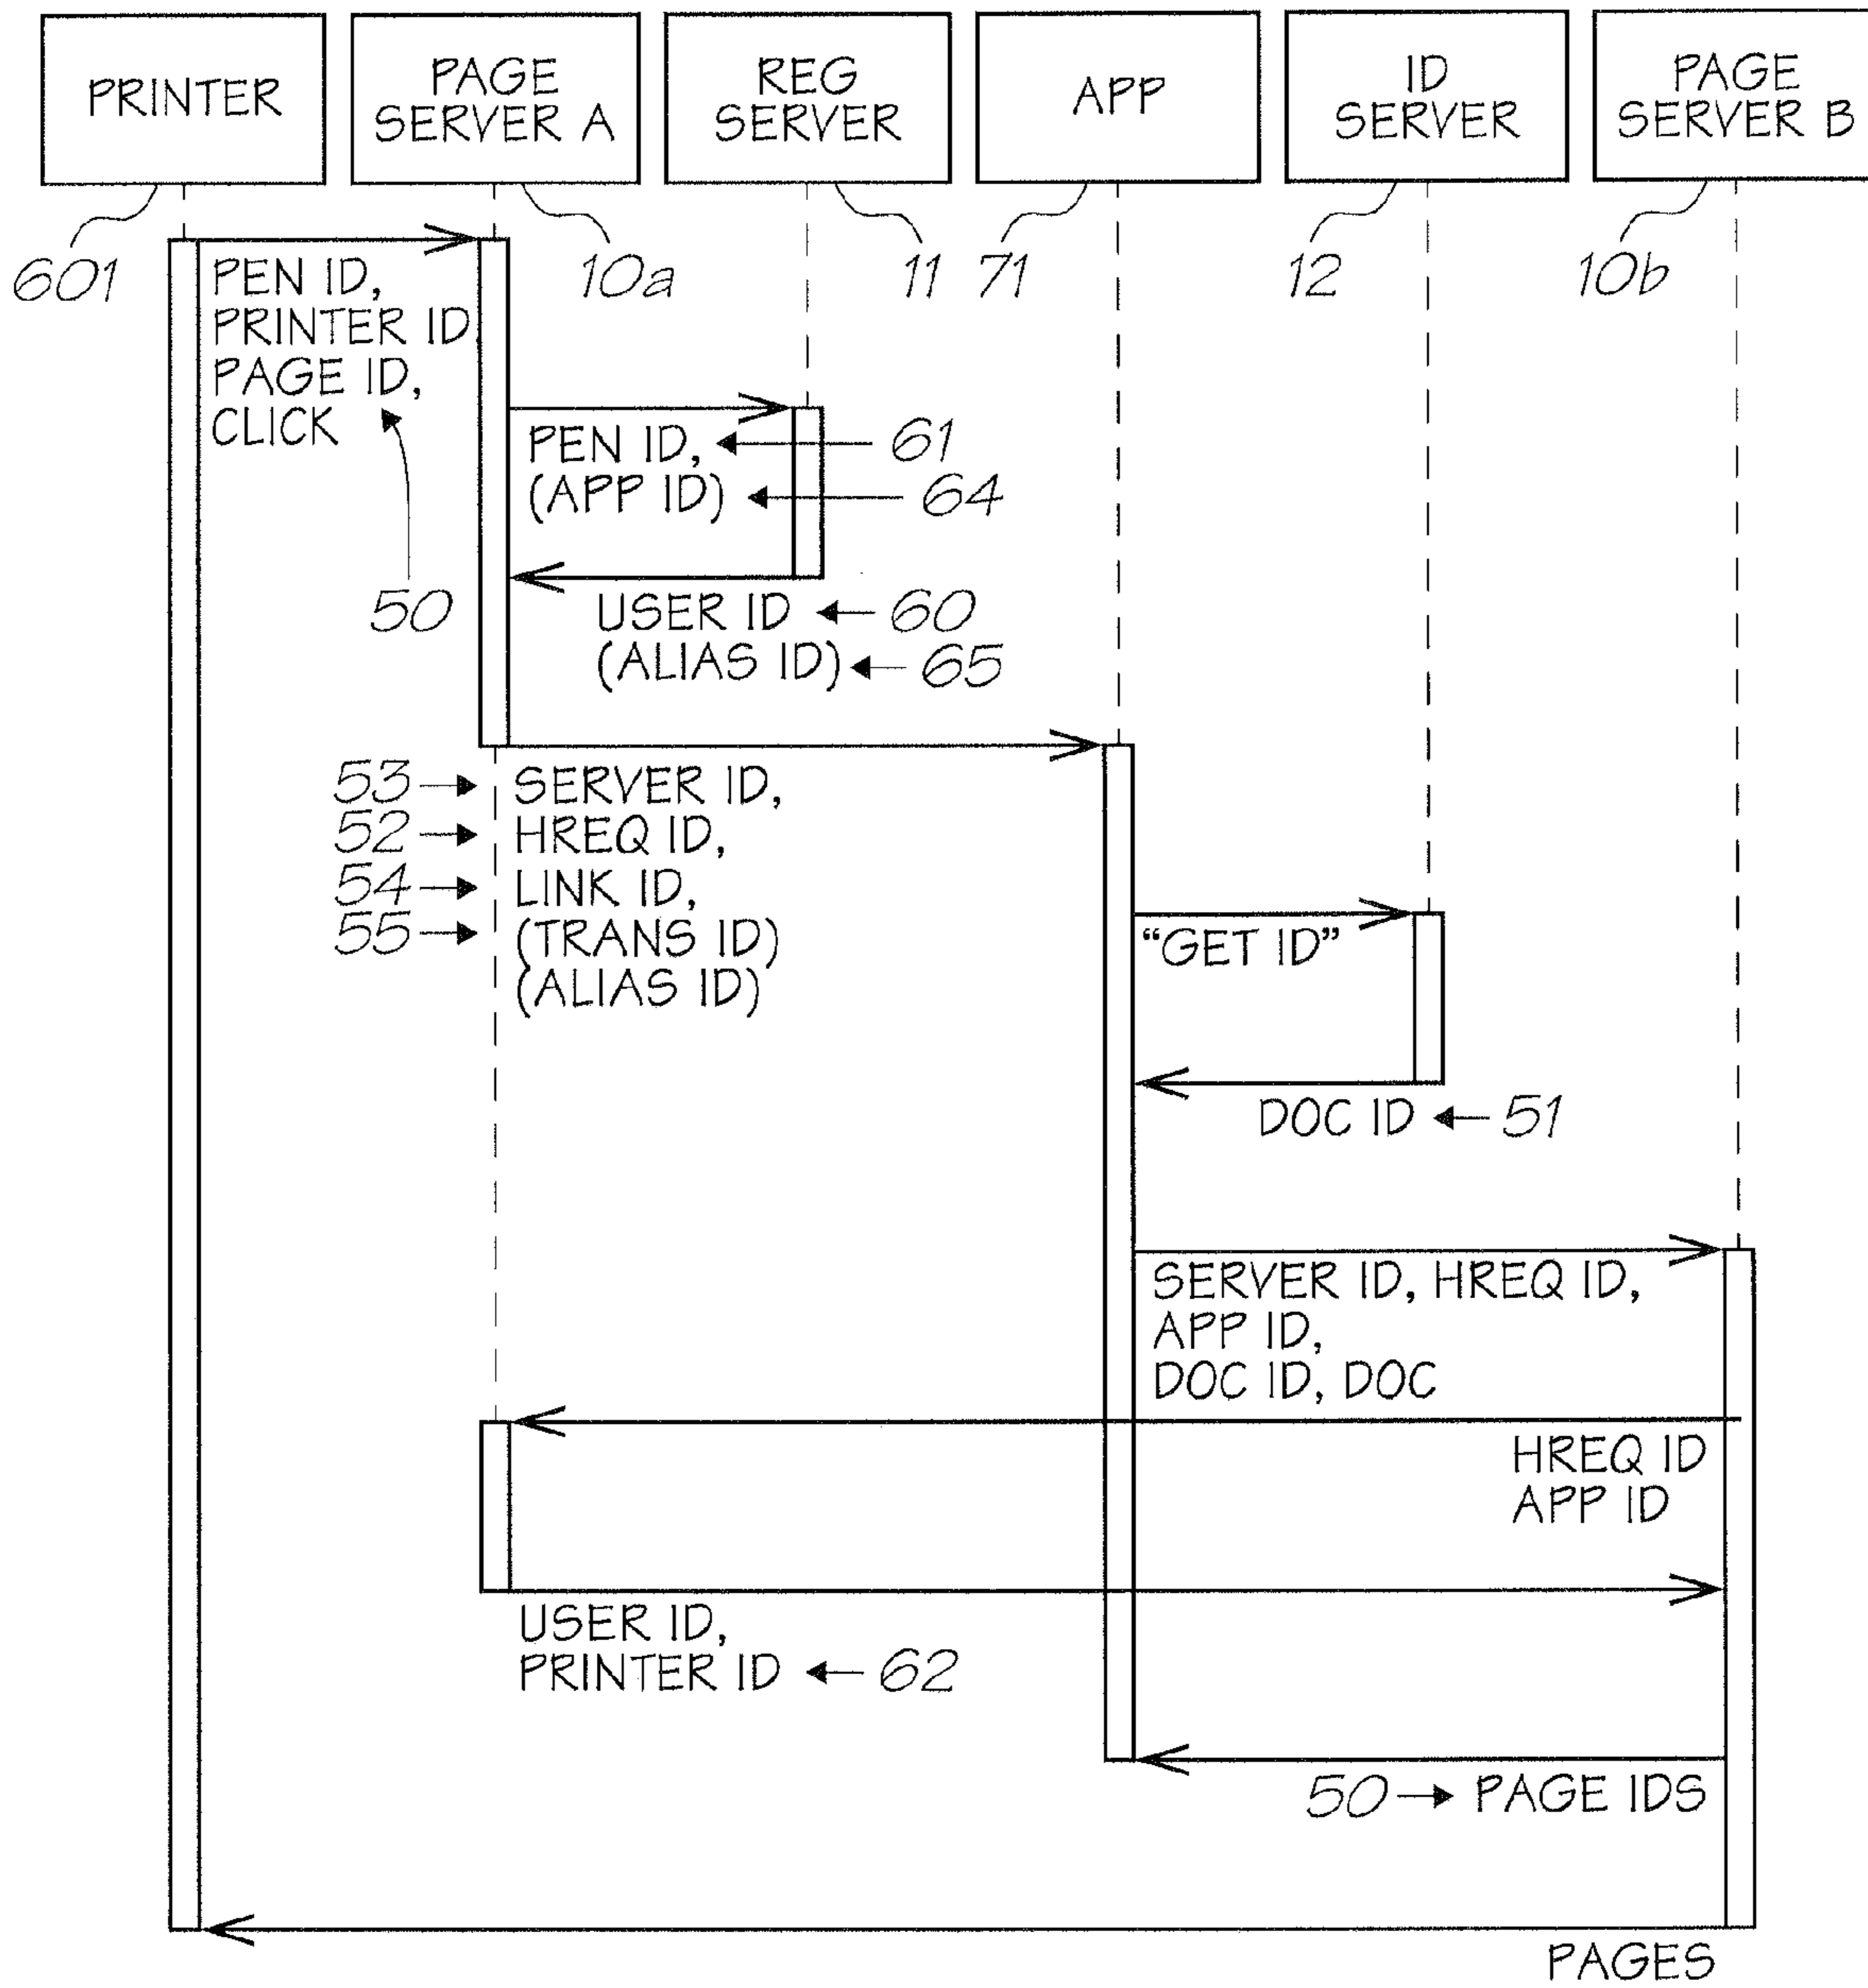 PRINTER
PAGE
SERVER A
REG
SERVER
APP
ID
SERVER
PAGE
SERVER B
601
10a
11
71
12
10b
PEN ID,
PRINTER ID
PAGE ID,
CLICK
50
PEN ID,
61
(APP ID)
64
USER ID
60
(ALIAS ID)
65
53
SERVER ID,
52
HREQ ID,
54
LINK ID,
55
(TRANS ID)
(ALIAS ID)
“GET ID”
DOC ID
51
SERVER ID, HREQ ID,
APP ID,
DOC ID, DOC
HREQ ID
APP ID
USER ID,
PRINTER ID
62
50
PAGE IDS
PAGES